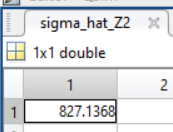 sigma_hat_Z2
1x1 double
1 2
1 827.1368